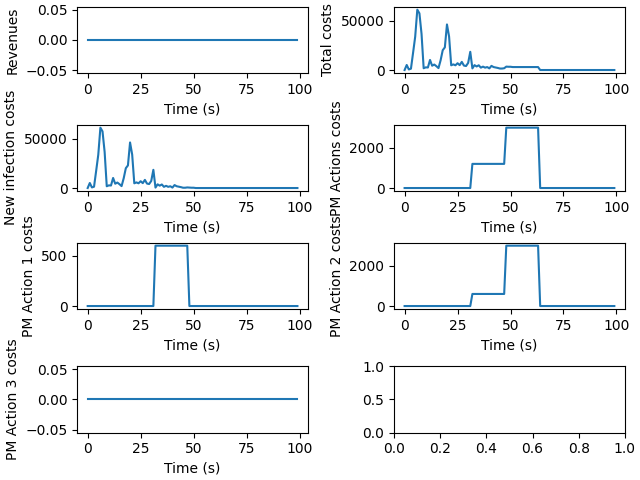 Revenues
0.05
0.00
−0.05
0 25 50 75 100
Time (s)
Total costs
50000
0
0 25 50 75 100
Time (s)
New infection costs
50000
0
0 25 50 75 100
Time (s)
PM Actions costs
2000
0
0 25 50 75 100
Time (s)
PM Action 1 costs
500
0
0 25 50 75 100
Time (s)
PM Action 2 costs
2000
0
0 25 50 75 100
Time (s)
PM Action 3 costs
0.05
0.00
−0.05
0 25 50 75 100
Time (s)
1.0
0.5
0.0
0.0 0.2 0.4 0.6 0.8 1.0